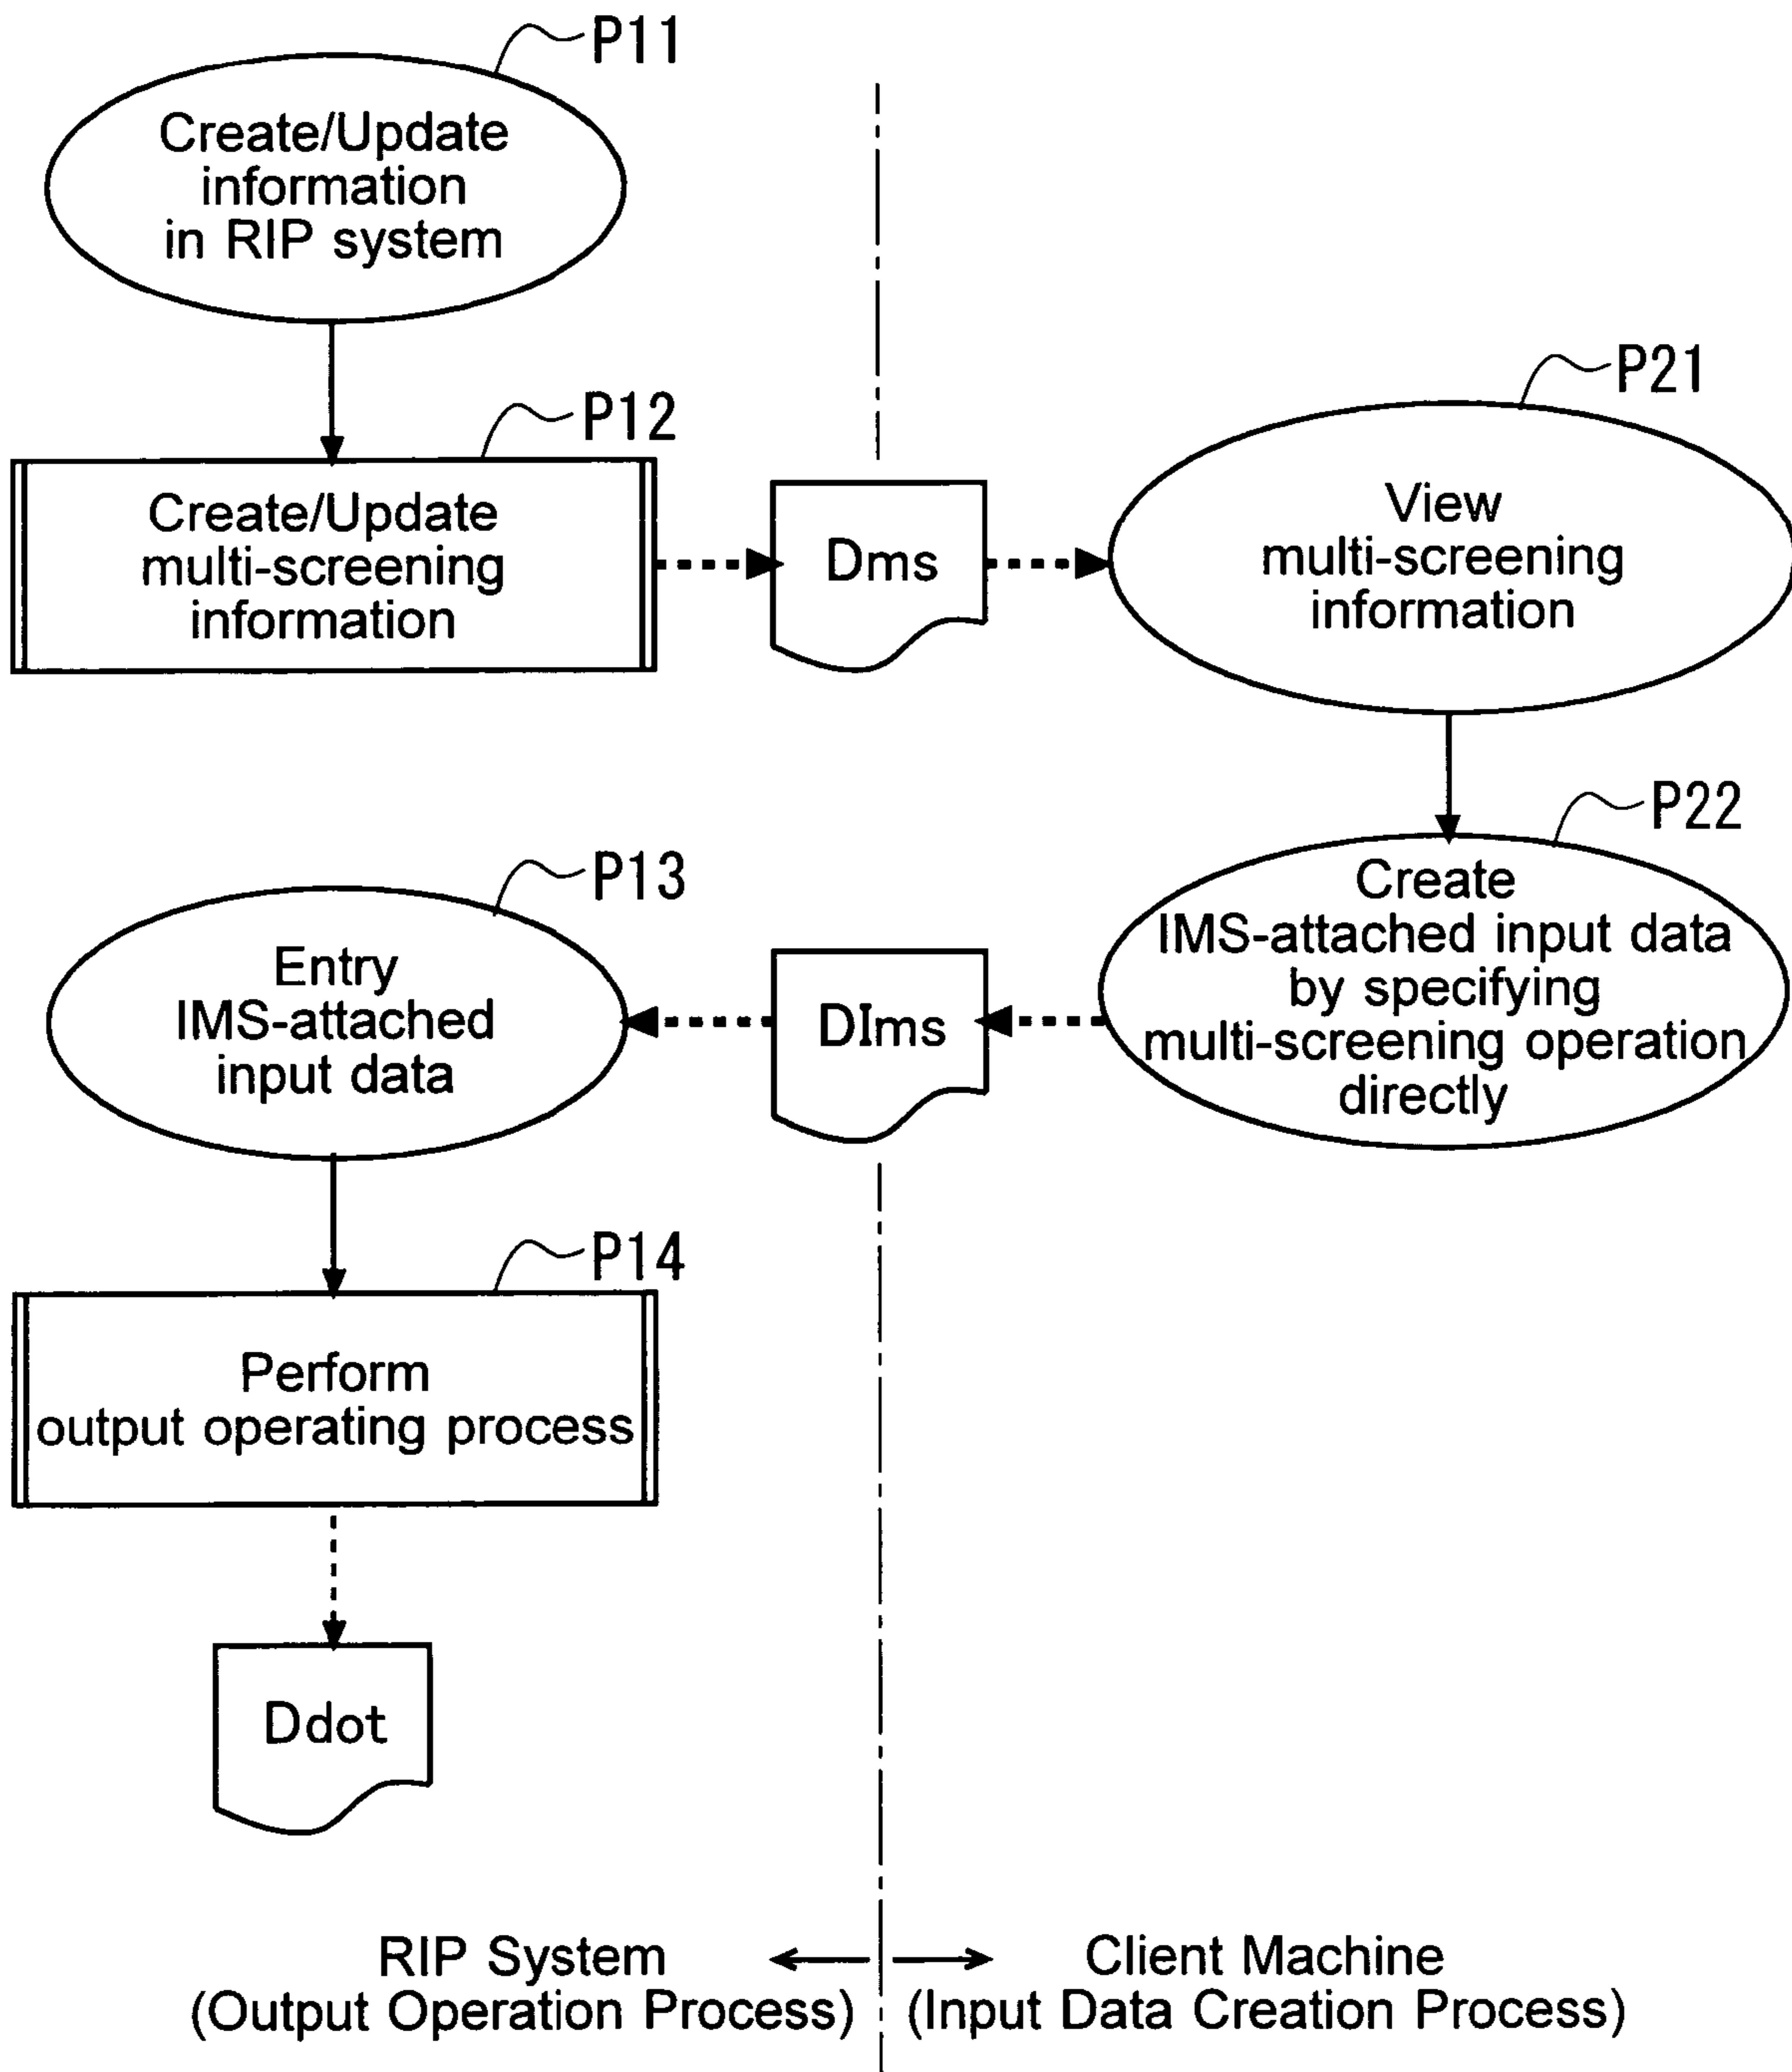 P11
Create/Update
information
in RIP system
P12
Create/Update
multi-screening
information
Dms
P21
View
multi-screening
information
P22
Create
IMS-attached input data
by specifying
multi-screening operation
directly
DIms
P13
Entry
IMS-attached
input data
P14
Perform
output operating process
Ddot
RIP System
(Output Operation Process)
Client Machine
(Input Data Creation Process)